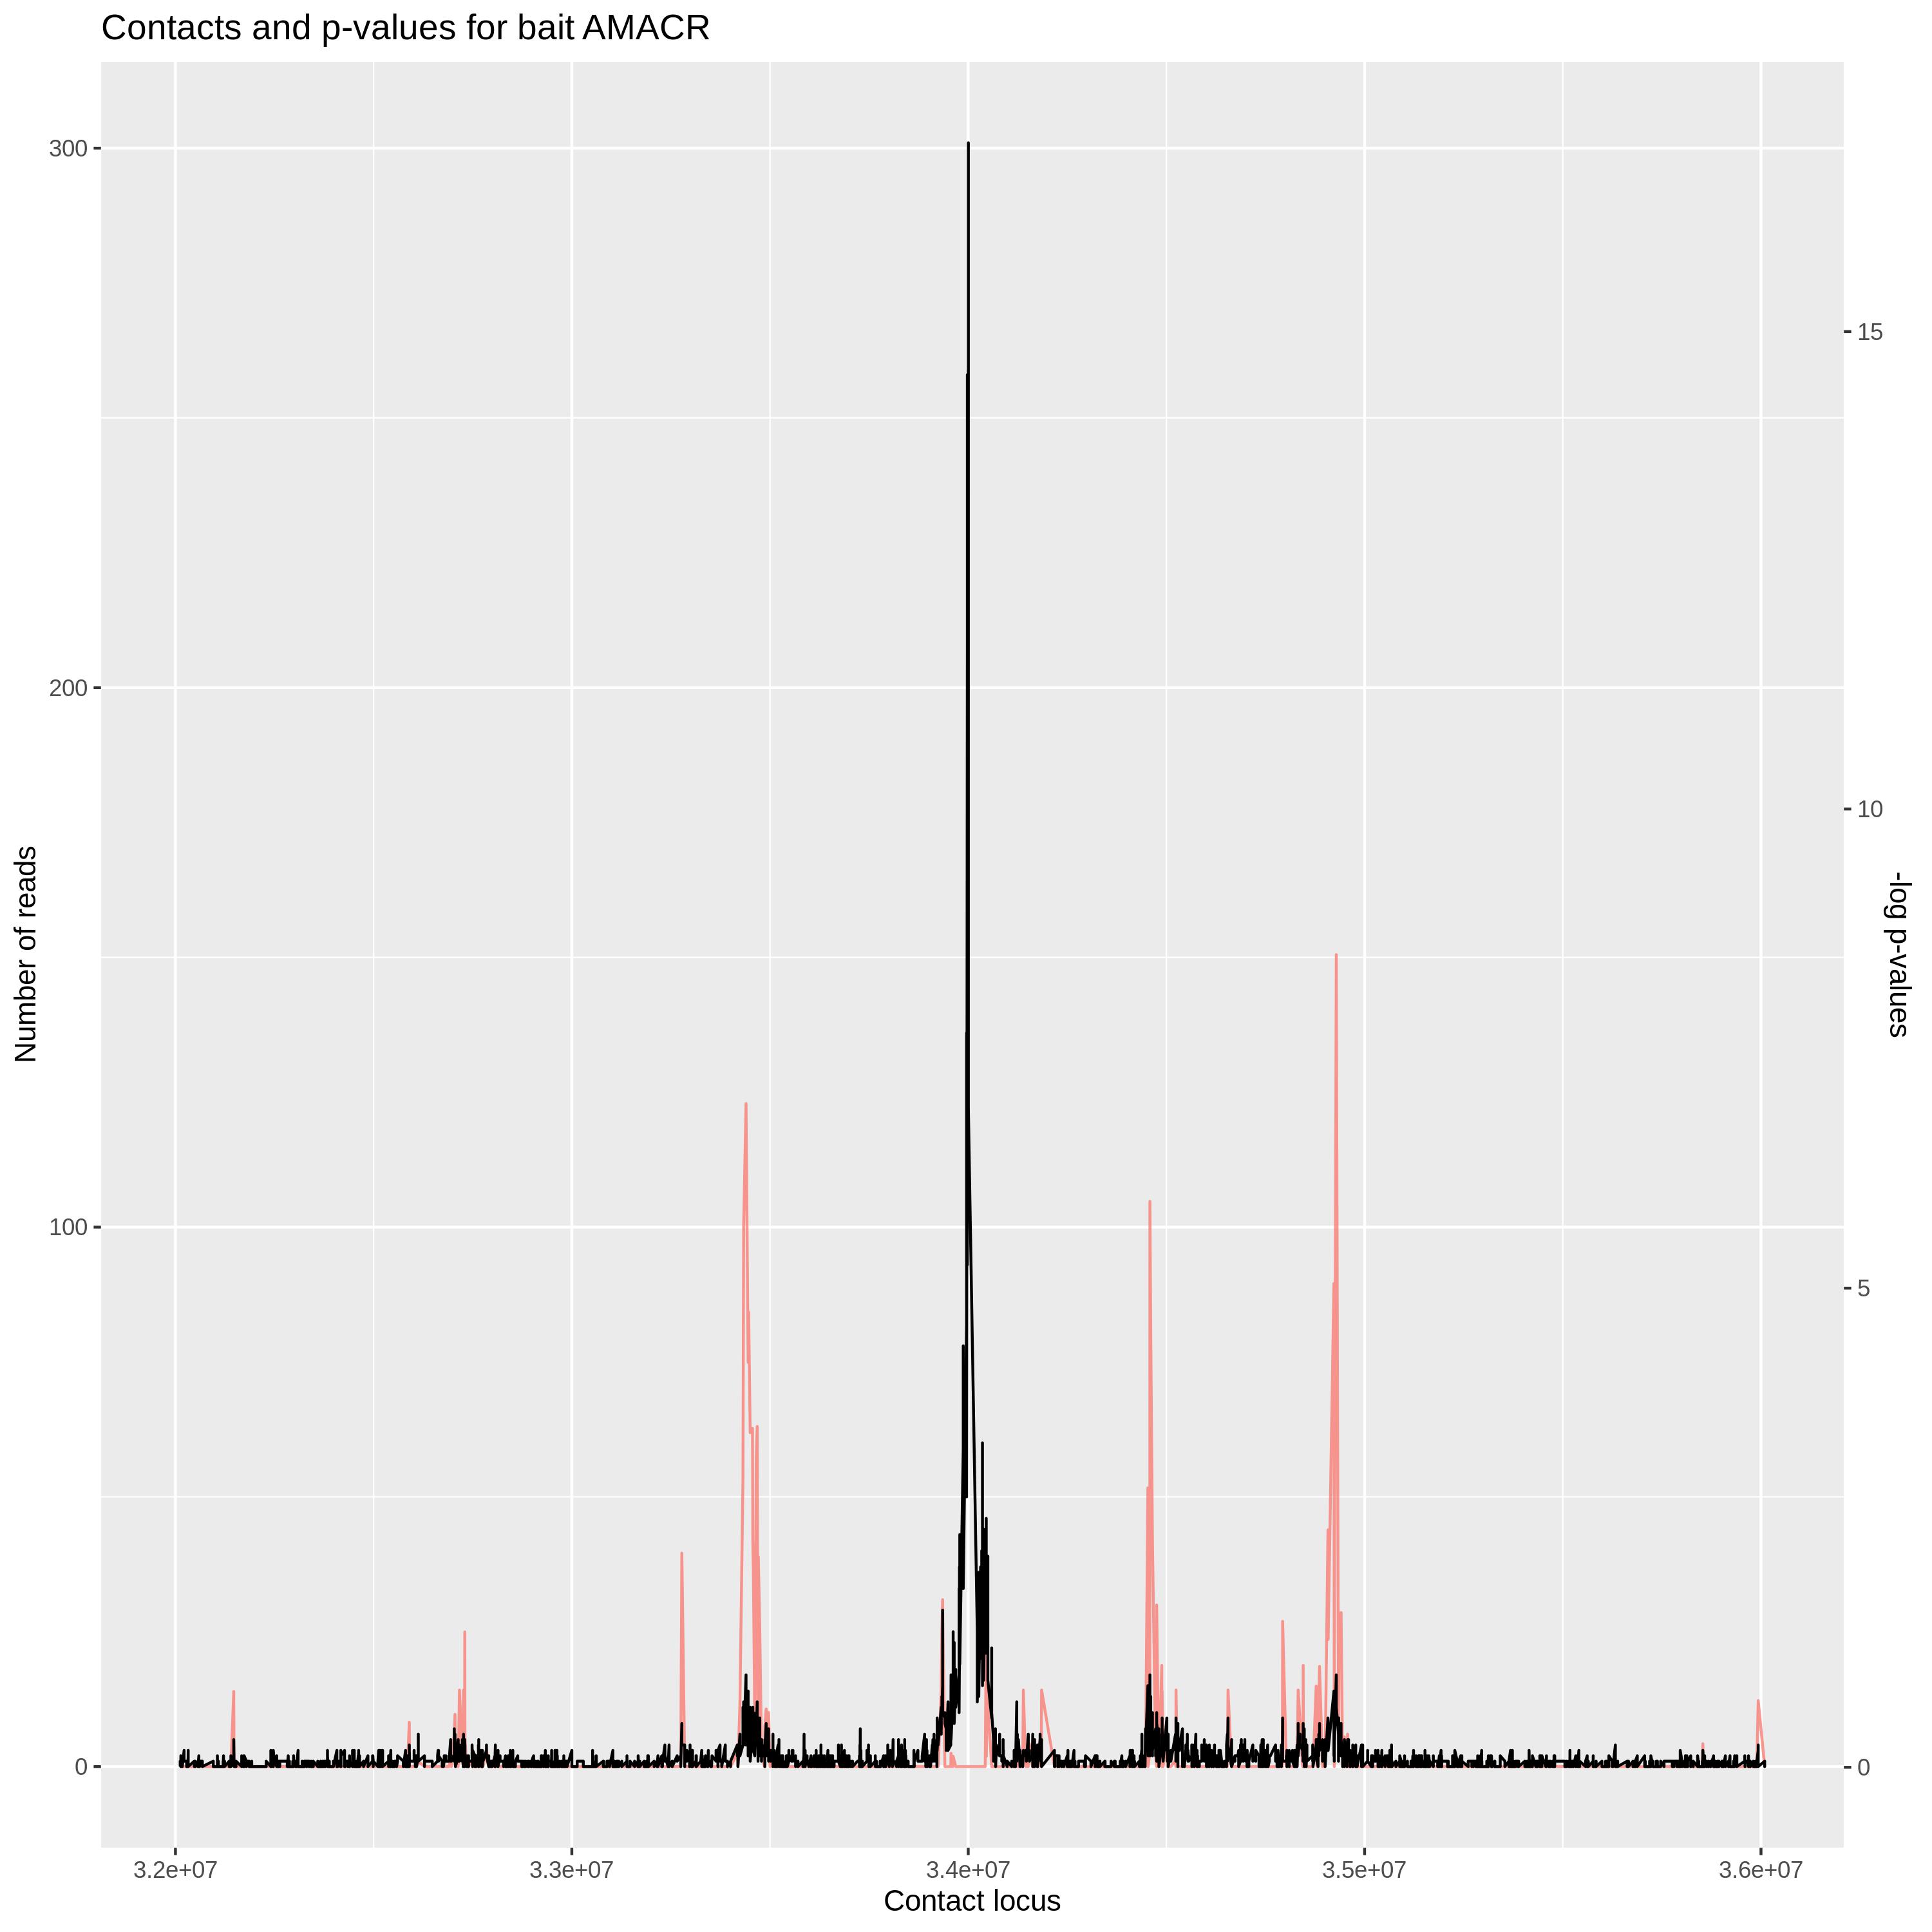 Contacts and p-values for bait AMACR
300
200
100
0
Number of reads
15
10
5
0
-log p-values
3.2e+07 3.3e+07 3.4e+07 3.5e+07 3.6e+07
Contact locus